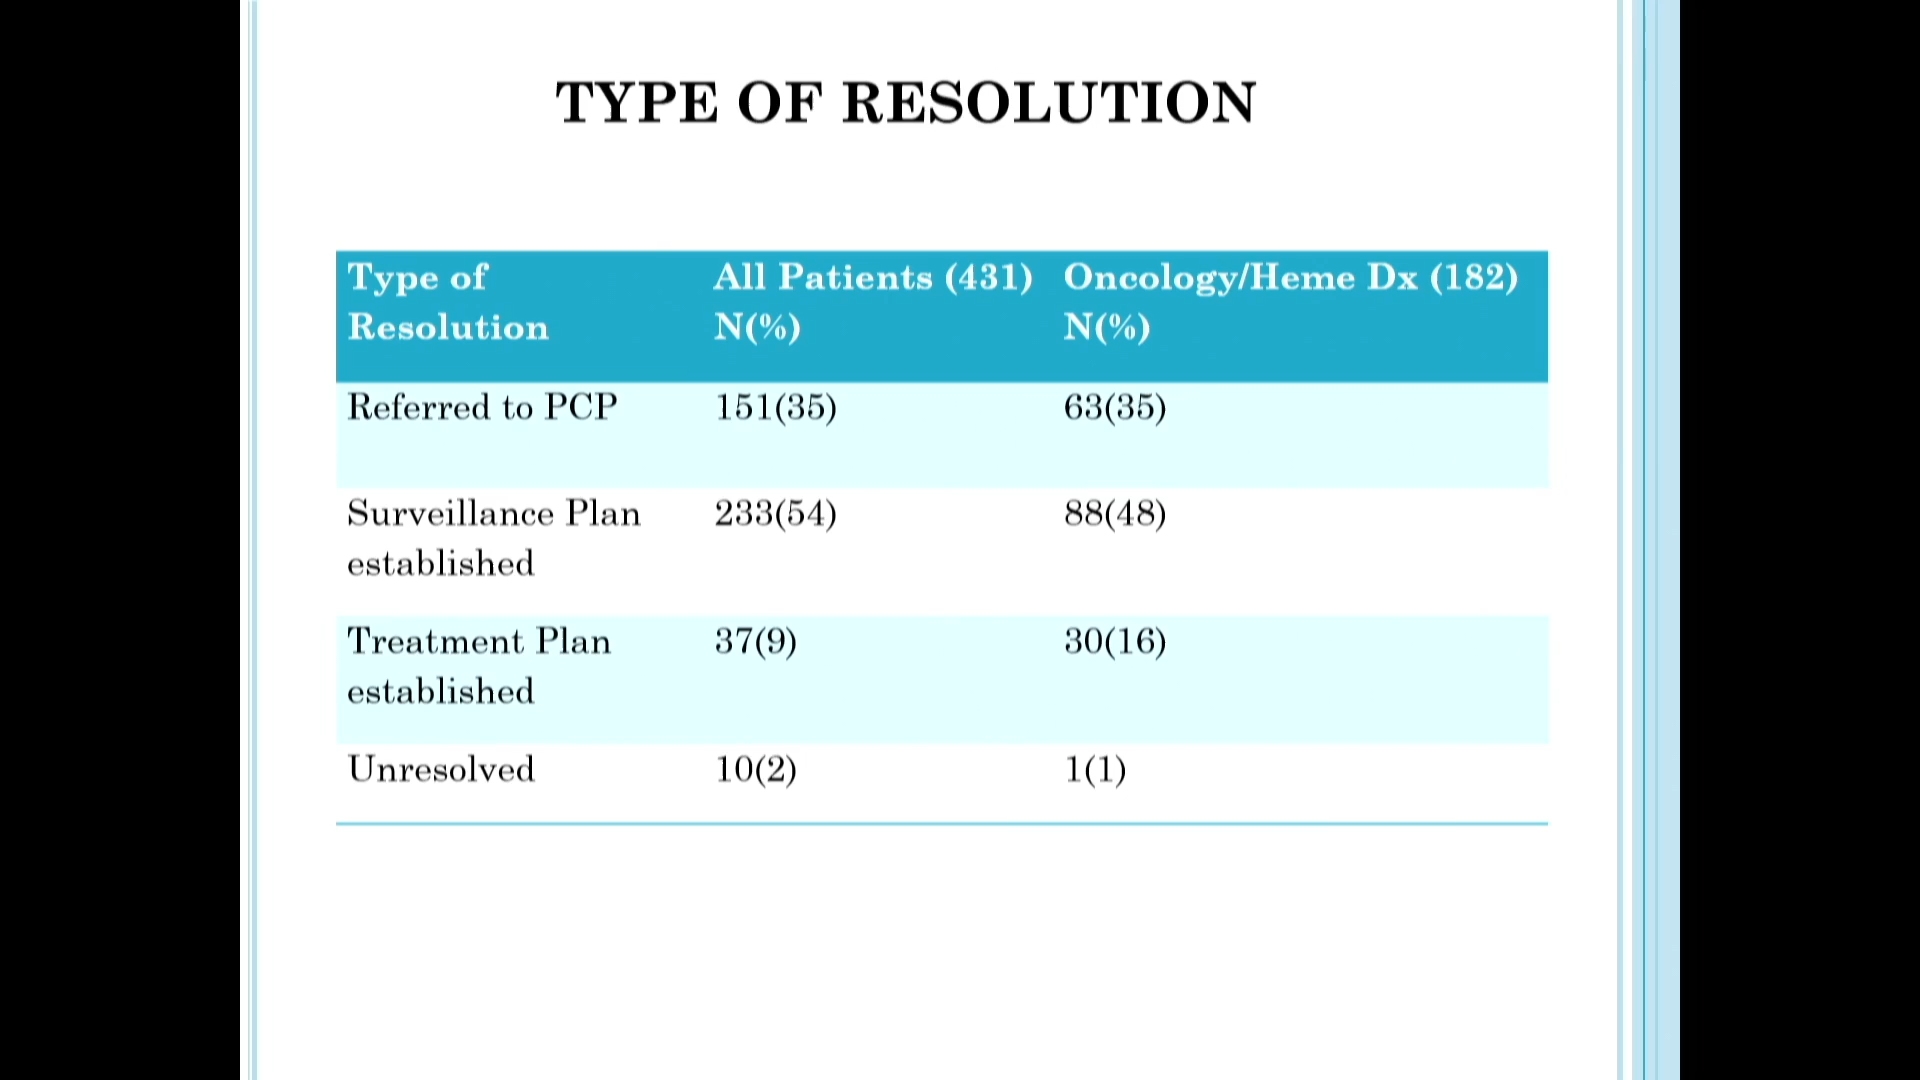 TYPE OF RESOLUTION
Type of Resolution All Patients (431) N(%) Oncology/Heme Dx (182) N(%)
Referred to PCP 151(35) 63(35)
Surveillance Plan established 233(54) 88(48)
Treatment Plan established 37(9) 30(16)
Unresolved 10(2) 1(1)